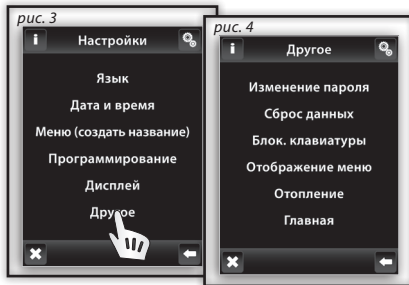 рис. 3
i Настройки
Язык
Дата и время
Меню (создать название)
Программирование
Дисплей
Другое
рис. 4
i Другое
Изменение пароля
Сброс данных
Блок. клавиатуры
Отображение меню
Отопление
Главная